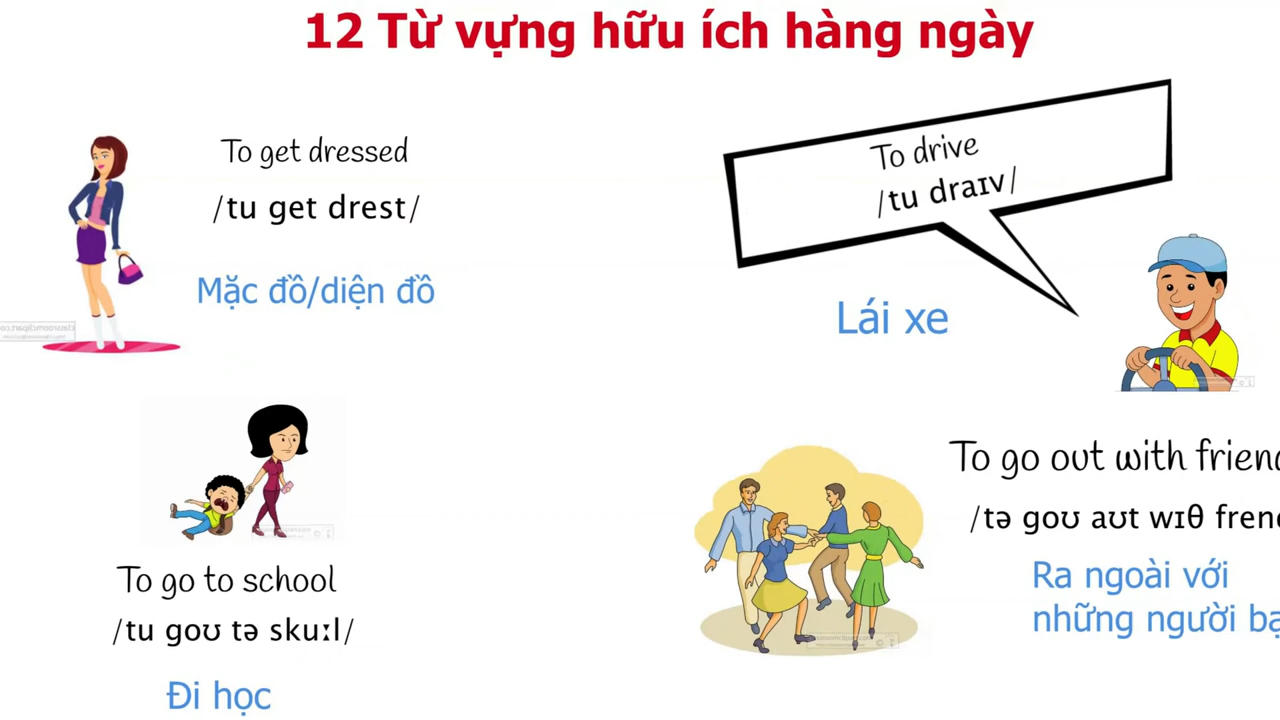 12 Từ vựng hữu ích hàng ngày
To get dressed
/tu get drest/
Mặc đồ/diện đồ
To drive
/tu draɪv/
Lái xe
To go to school
/tu goʊ tə skuːl/
Đi học
To go out with
/tə goʊ aʊt wɪθ
Ra ngoài với
những người